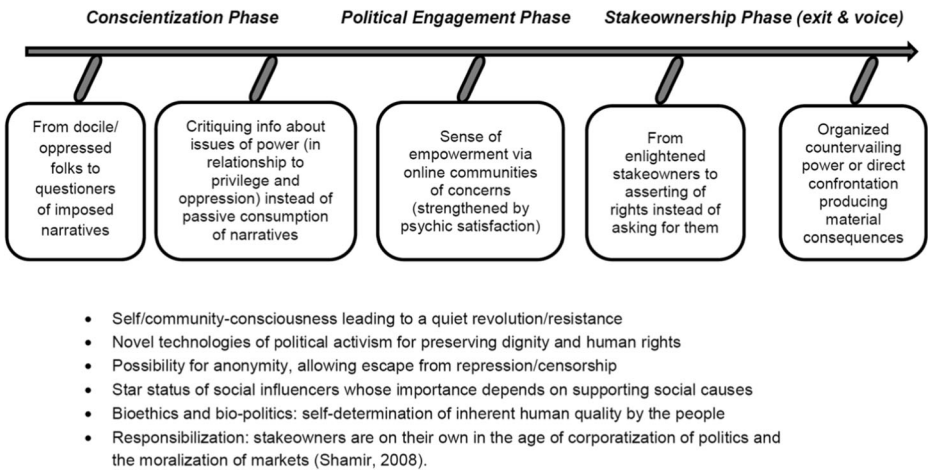 Conscientization Phase
Political Engagement Phase
Stakeownership Phase (exit & voice)
From docile/
oppressed
folks to
questioners
of imposed
narratives
Critiquing info about
issues of power (in
relationship to
privilege and
oppression) instead of
passive consumption
of narratives
Sense of
empowerment via
online communities
of concerns
(strengthened by
psychic satisfaction)
From
enlightened
stakeowners to
asserting of
rights instead of
asking for them
Organized
countervailing
power or direct
confrontation
producing
material
consequences
• Self/community-consciousness leading to a quiet revolution/resistance
• Novel technologies of political activism for preserving dignity and human rights
• Possibility for anonymity, allowing escape from repression/censorship
• Star status of social influencers whose importance depends on supporting social causes
• Bioethics and bio-politics: self-determination of inherent human quality by the people
• Responsibilization: stakeowners are on their own in the age of corporatization of politics and
the moralization of markets (Shamir, 2008).